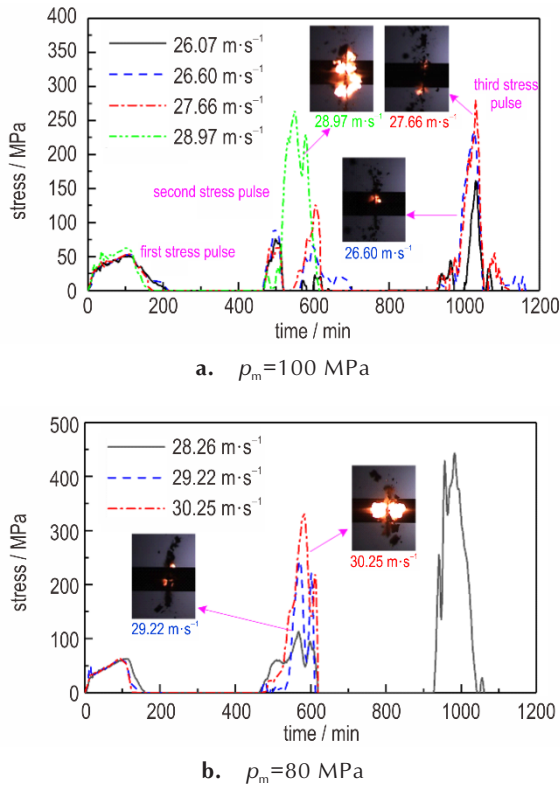 400
350
300
250
200
150
100
50
0
stress / MPa
26.07 m·s⁻¹
26.60 m·s⁻¹
27.66 m·s⁻¹
28.97 m·s⁻¹
28.97 m·s⁻¹
27.66 m·s⁻¹
third stress
pulse
second stress pulse
first stress pulse
26.60 m·s⁻¹
0 200 400 600 800 1000 1200
time / min
a. pₘ=100 MPa
500
400
300
200
100
0
stress / MPa
28.26 m·s⁻¹
29.22 m·s⁻¹
30.25 m·s⁻¹
30.25 m·s⁻¹
29.22 m·s⁻¹
0 200 400 600 800 1000 1200
time / min
b. pₘ=80 MPa